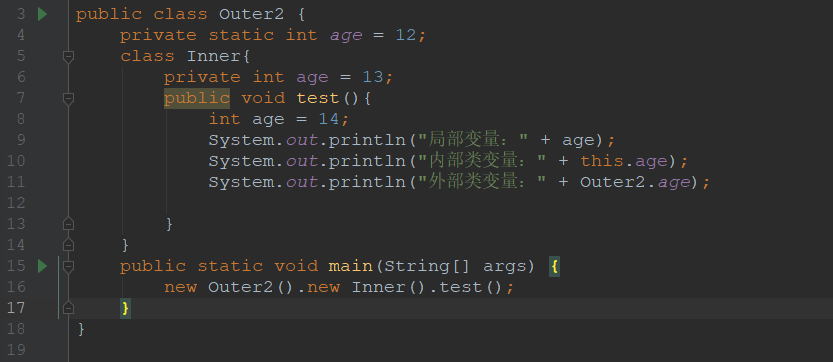 3 public class Outer2 {
4 private static int age = 12;
5 class Inner{
6 private int age = 13;
7 public void test(){
8 int age = 14;
9 System.out.println("局部变量：" + age);
10 System.out.println("内部类变量：" + this.age);
11 System.out.println("外部类变量：" + Outer2.age);
12
13 }
14 }
15 public static void main(String[] args) {
16 new Outer2().new Inner().test();
17 }
18 }
19